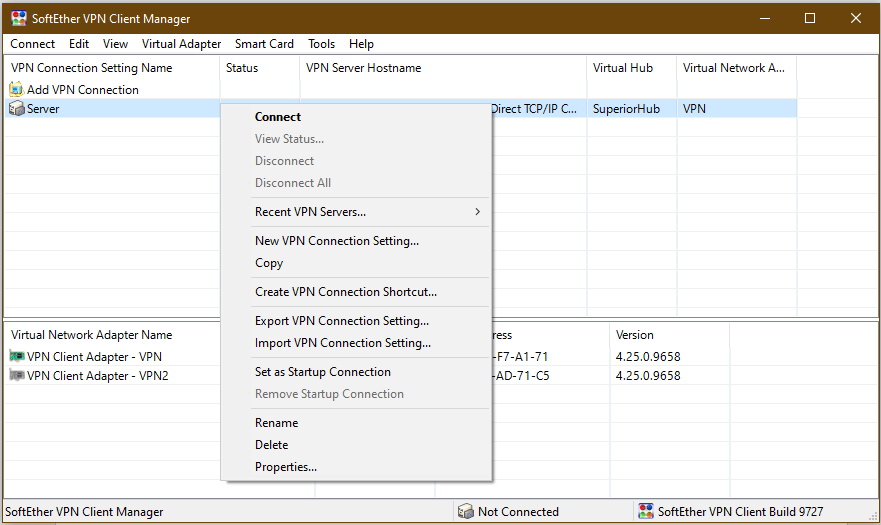 SoftEther VPN Client Manager
Connect Edit View Virtual Adapter Smart Card Tools Help
VPN Connection Setting Name Status VPN Server Hostname Virtual Hub Virtual Network A...
Add VPN Connection
Server Direct TCP/IP C... SuperiorHub VPN
Connect
View Status...
Disconnect
Disconnect All
Recent VPN Servers...
New VPN Connection Setting...
Copy
Create VPN Connection Shortcut...
Export VPN Connection Setting...
Import VPN Connection Setting...
Set as Startup Connection
Remove Startup Connection
Rename
Delete
Properties...
Virtual Network Adapter Name ress Version
VPN Client Adapter - VPN -F7-A1-71 4.25.0.9658
VPN Client Adapter - VPN2 -AD-71-C5 4.25.0.9658
SoftEther VPN Client Manager Not Connected SoftEther VPN Client Build 9727